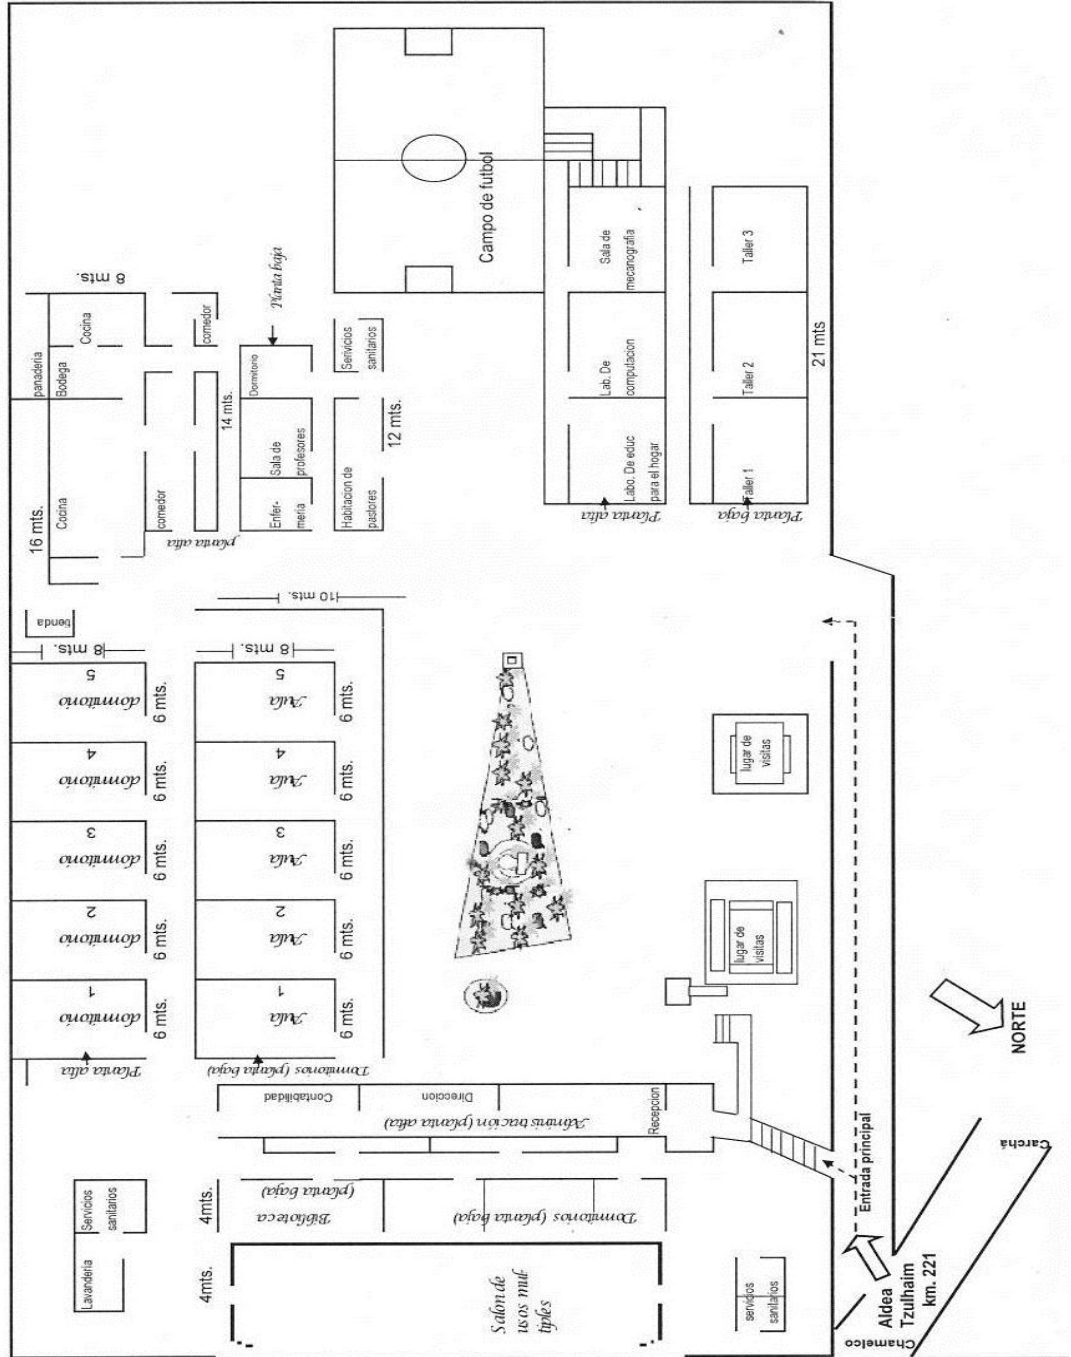 8 mts.
panaderia
Bodega
Cocina
comedor
16 mts.
Cocina
comedor
planta alta
14 mts.
Planta baja
Dormitorio
Sala de
profesores
Enfer-
meria
Serivicios
sanitarios
Habitacion de
pastores
12 mts.
Campo de futbol
Sala de
mecanografia
Lab. De
computacion
Labo. De educ
para el hogar
Planta alta
Taller 3
Taller 2
Taller 1
Planta baja
21 mts
tienda
8 mts.
8 mts.
10 mts.
dormitorio 5
6 mts.
dormitorio 4
6 mts.
dormitorio 3
6 mts.
dormitorio 2
6 mts.
dormitorio 1
6 mts.
Planta alta
Aula 5
6 mts.
Aula 4
6 mts.
Aula 3
6 mts.
Aula 2
6 mts.
Aula 1
6 mts.
Dormitorios (planta baja)
lugar de
visitas
lugar de
visitas
Contabilidad
Direccion
Administración (planta alta)
Recepcion
Servicios
sanitarios
Lavanderia
4mts.
4mts.
Biblioteca
(planta baja)
Dormitorios (planta baja)
Salon de
usos mul-
tiples
servicios
sanitarios
Entrada principal
NORTE
Carchá
Aldea
Tzulhaim
km. 221
Chamelco